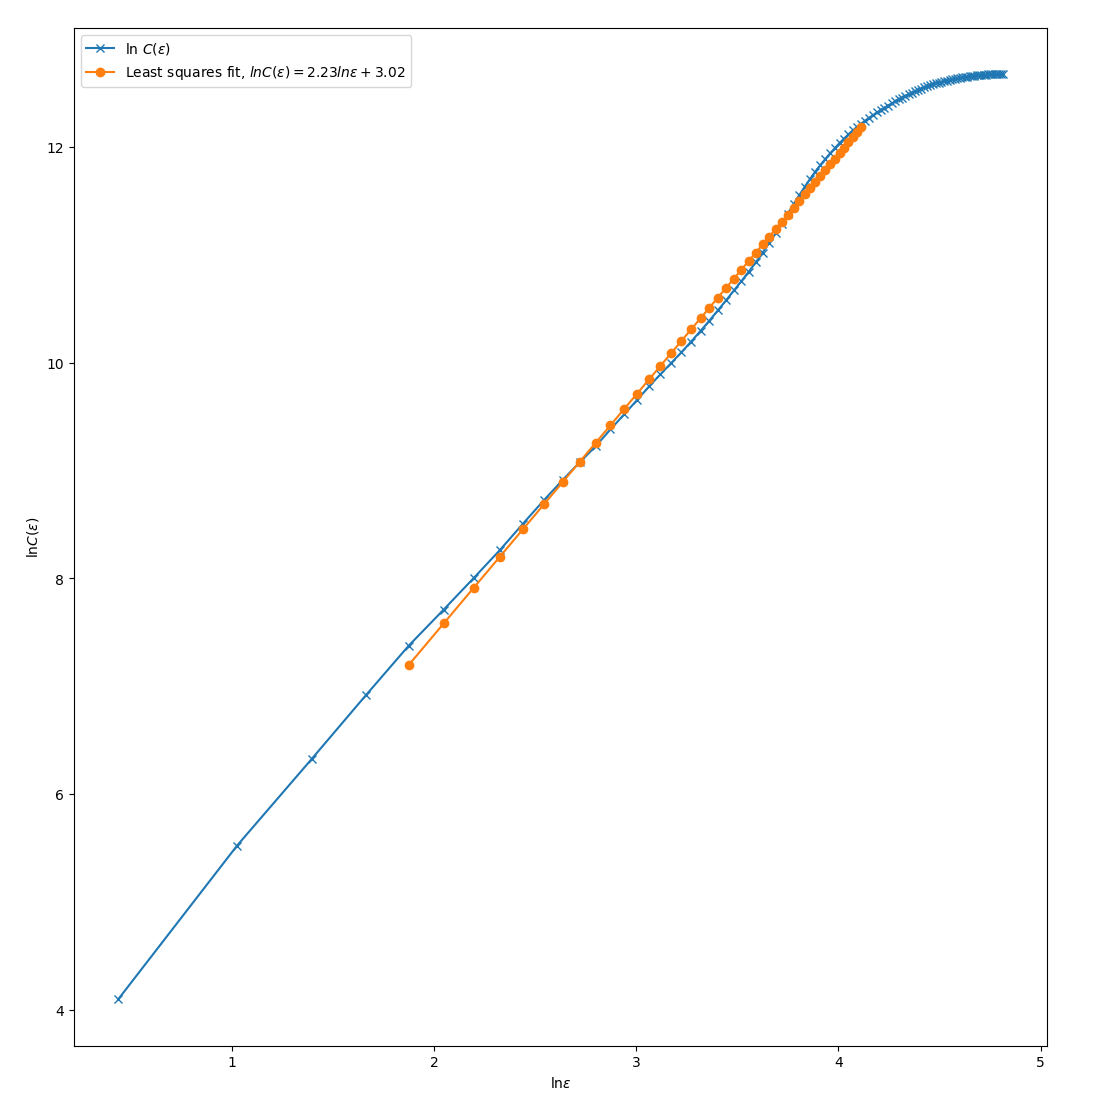 ln C(ε)
Least squares fit, lnC(ε) = 2.23lnε + 3.02
12
10
8
6
4
lnC(ε)
1 2 3 4 5
lnε